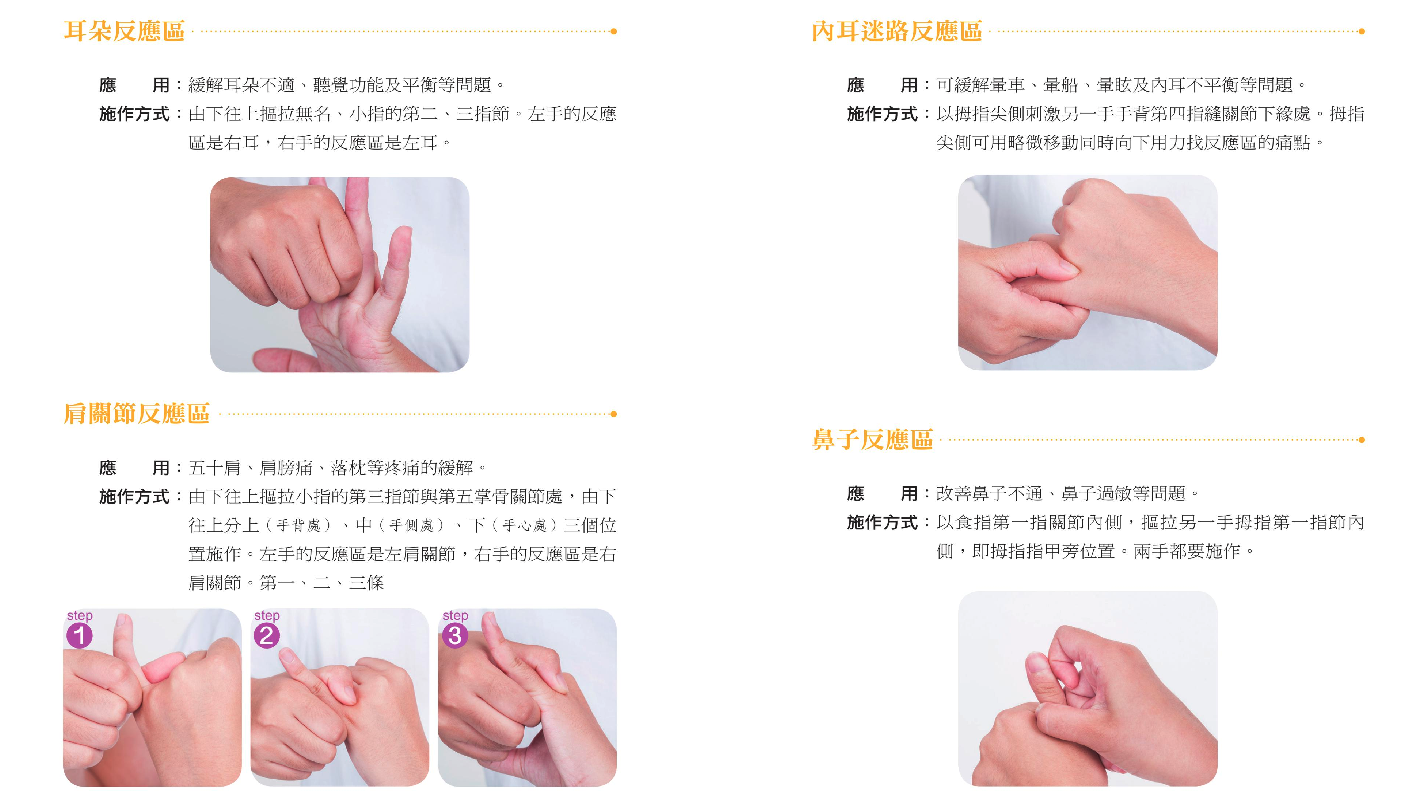 耳朵反應區
應　　用：緩解耳朵不適、聽覺功能及平衡等問題。
施作方式：由下往上摳拉無名、小指的第二、三指節。左手的反應
區是右耳，右手的反應區是左耳。
肩關節反應區
應　　用：五十肩、肩膀痛、落枕等疼痛的緩解。
施作方式：由下往上摳拉小指的第三指節與第五掌骨關節處，由下
往上分上（手背處）、中（手側處）、下（手心處）三個位
置施作。左手的反應區是左肩關節，右手的反應區是右
肩關節。第一、二、三條
step 1
step 2
step 3
內耳迷路反應區
應　　用：可緩解暈車、暈船、暈眩及內耳不平衡等問題。
施作方式：以拇指尖側刺激另一手手背第四指縫關節下緣處。拇指
尖側可用略微移動同時向下用力找反應區的痛點。
鼻子反應區
應　　用：改善鼻子不通、鼻子過敏等問題。
施作方式：以食指第一指關節內側，摳拉另一手拇指第一指節內
側，即拇指指甲旁位置。兩手都要施作。